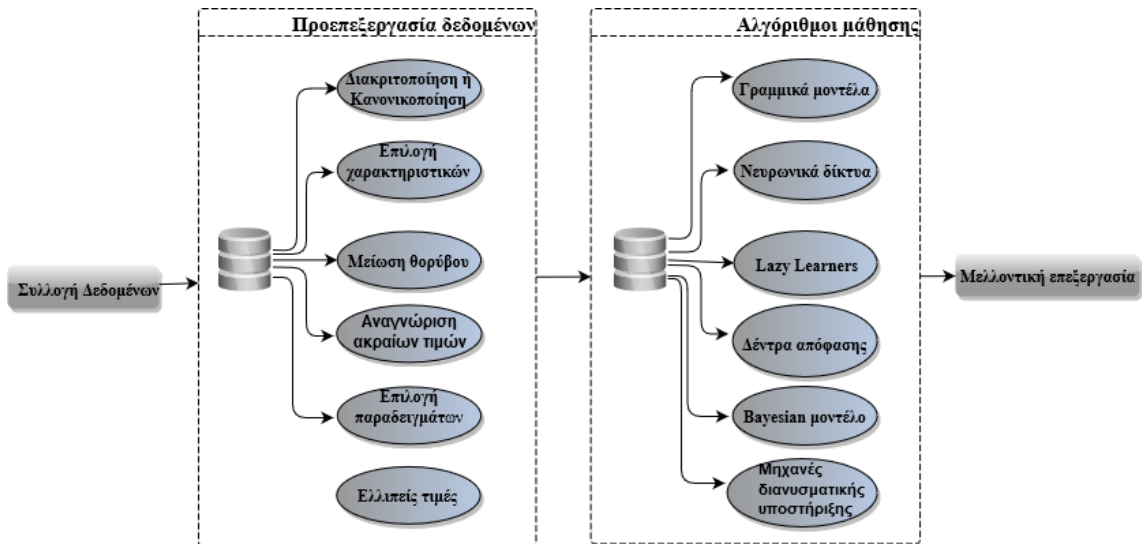 Συλλογή Δεδομένων
Προεπεξεργασία δεδομένων
Διακριτοποίηση ή
Κανονικοποίηση
Επιλογή
χαρακτηριστικών
Μείωση θορύβου
Αναγνώριση
ακραίων τιμών
Επιλογή
παραδειγμάτων
Ελλιπείς τιμές
Αλγόριθμοι μάθησης
Γραμμικά μοντέλα
Νευρωνικά δίκτυα
Lazy Learners
Δέντρα απόφασης
Bayesian μοντέλο
Μηχανές
διανυσματικής
υποστήριξης
Μελλοντική επεξεργασία